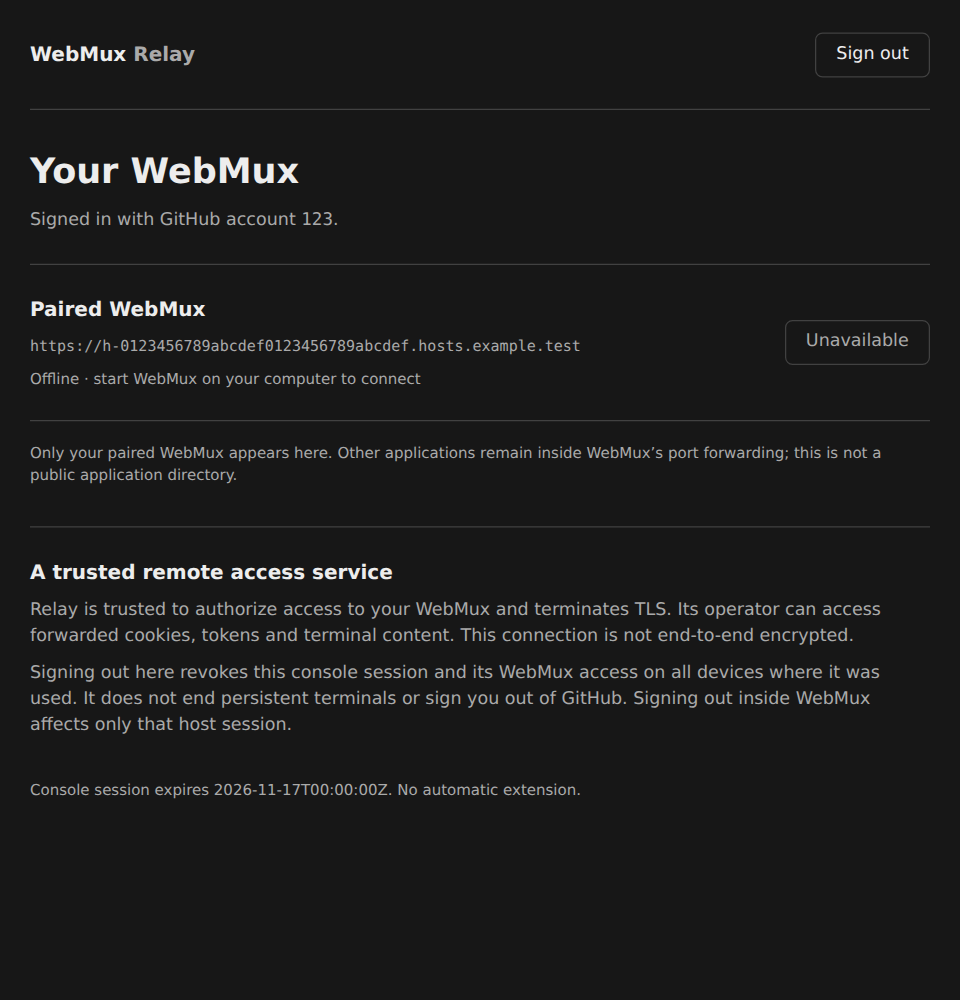 WebMux Relay
Sign out
Your WebMux
Signed in with GitHub account 123.
Paired WebMux
https://h-0123456789abcdef0123456789abcdef.hosts.example.test
Offline · start WebMux on your computer to connect
Unavailable
Only your paired WebMux appears here. Other applications remain inside WebMux’s port forwarding; this is not a
public application directory.
A trusted remote access service
Relay is trusted to authorize access to your WebMux and terminates TLS. Its operator can access
forwarded cookies, tokens and terminal content. This connection is not end-to-end encrypted.
Signing out here revokes this console session and its WebMux access on all devices where it was
used. It does not end persistent terminals or sign you out of GitHub. Signing out inside WebMux
affects only that host session.
Console session expires 2026-11-17T00:00:00Z. No automatic extension.